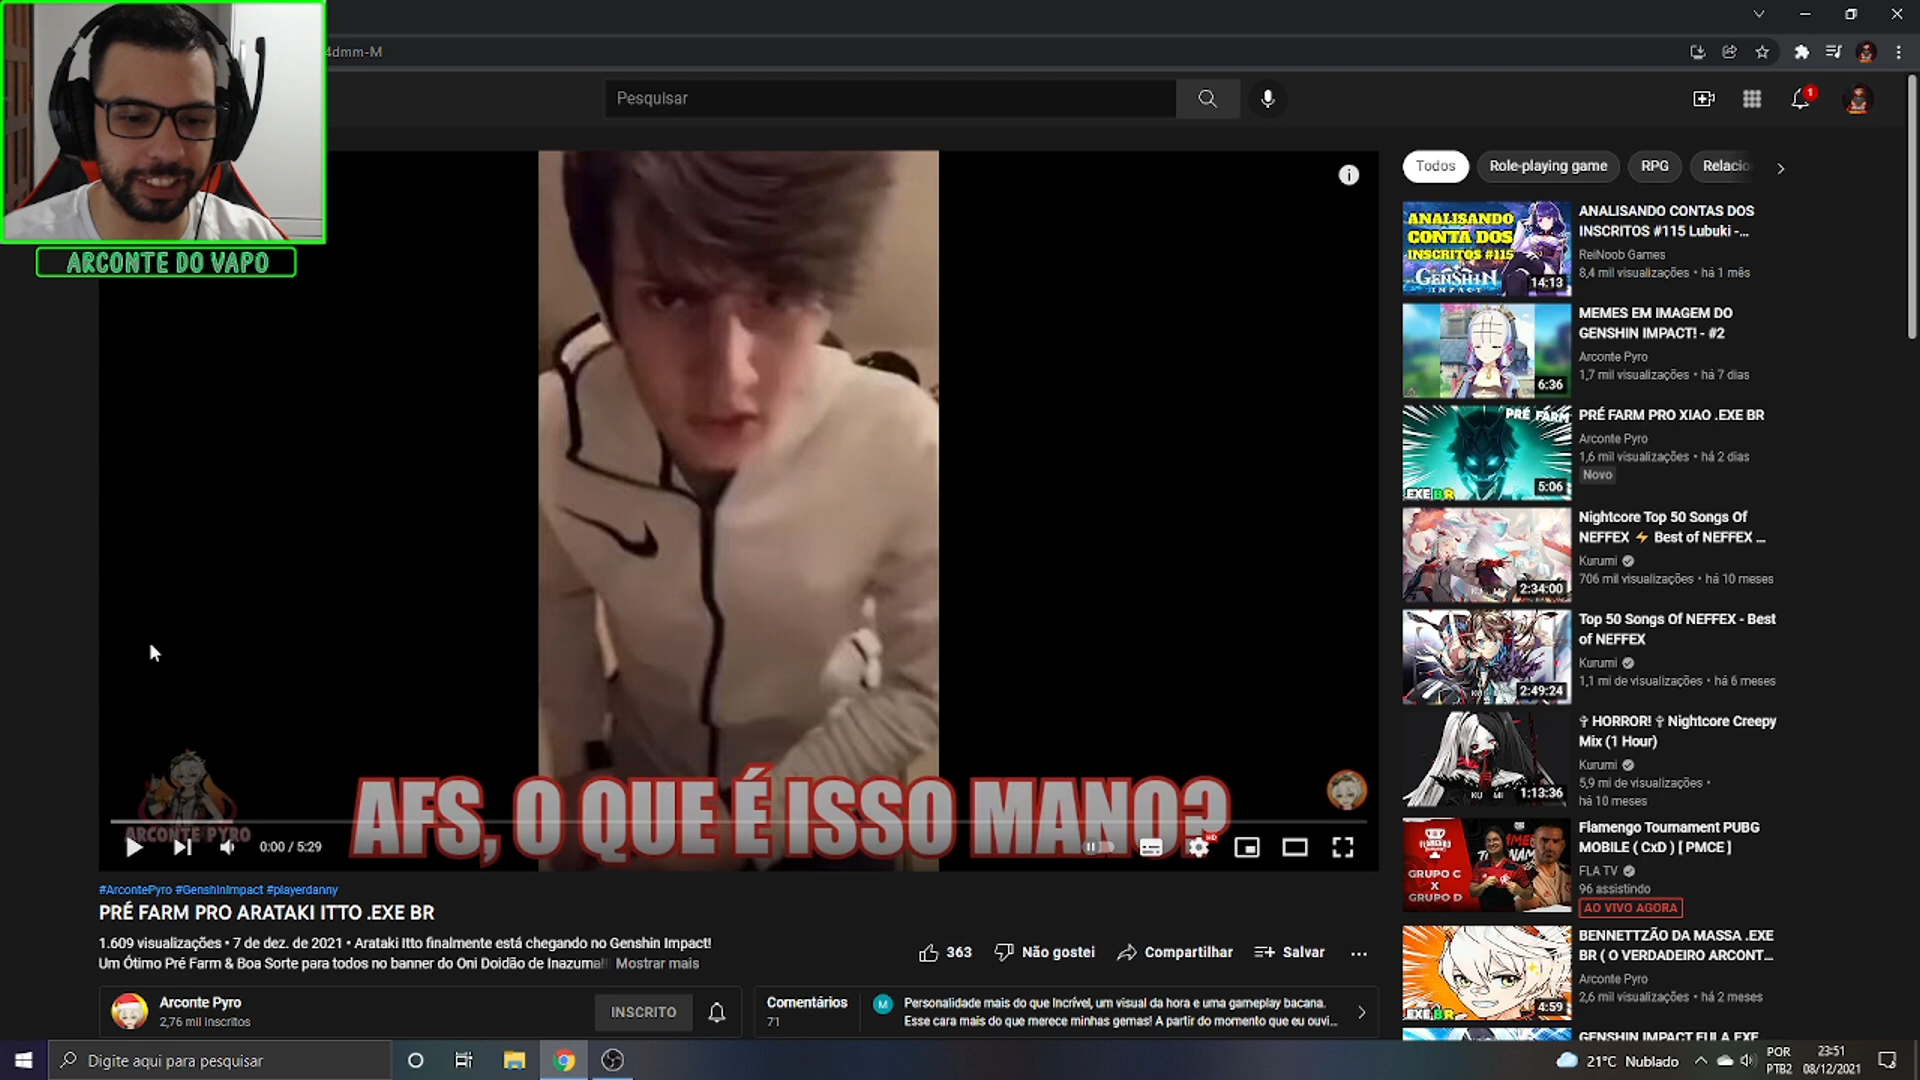 4dmm-M
Pesquisar
1
ARCONTE DO VAPO
AFS, O QUE É ISSO MANO?
ARCONTE PYRO
0:00 / 5:29
HD
#ArcontePyro #GenshinImpact #playerdanny
PRÉ FARM PRO ARATAKI ITTO .EXE BR
1.609 visualizações • 7 de dez. de 2021 • Arataki Itto finalmente está chegando no Genshin Impact!
Um Ótimo Pré Farm & Boa Sorte para todos no banner do Oni Doidão de Inazuma!! Mostrar mais
363
Não gostei
Compartilhar
Salvar
Arconte Pyro
2,76 mil inscritos
INSCRITO
Comentários
71
M
Personalidade mais do que Incrível, um visual da hora e uma gameplay bacana.
Esse cara mais do que merece minhas gemas! A partir do momento que eu ouvi...
Todos
Role-playing game
RPG
Relacio
ANALISANDO
CONTA DOS
INSCRITOS #115
GENSHIN
IMPACT
14:13
ANALISANDO CONTAS DOS
INSCRITOS #115 Lubuki -...
ReiNoob Games
8,4 mil visualizações • há 1 mês
6:36
MEMES EM IMAGEM DO
GENSHIN IMPACT! - #2
Arconte Pyro
1,7 mil visualizações • há 7 dias
PRÉ FARM
.EXE BR
5:06
PRÉ FARM PRO XIAO .EXE BR
Arconte Pyro
1,6 mil visualizações • há 2 dias
Novo
2:34:00
Nightcore Top 50 Songs Of
NEFFEX ⚡ Best of NEFFEX ...
Kurumi
706 mil visualizações • há 10 meses
2:49:24
Top 50 Songs Of NEFFEX - Best
of NEFFEX
Kurumi
1,1 mi de visualizações • há 6 meses
1:13:36
✞ HORROR! ✞ Nightcore Creepy
Mix (1 Hour)
Kurumi
5,9 mi de visualizações •
há 10 meses
GRUPO C
X
GRUPO D
Flamengo Tournament PUBG
MOBILE ( CxD ) [ PMCE ]
FLA TV
96 assistindo
AO VIVO AGORA
.EXE BR
4:59
BENNETTZÃO DA MASSA .EXE
BR ( O VERDADEIRO ARCONT...
Arconte Pyro
2,6 mil visualizações • há 2 meses
GENSHIN IMPACT EULA EXE
Digite aqui para pesquisar
21°C Nublado
POR
PTB2
23:51
08/12/2021